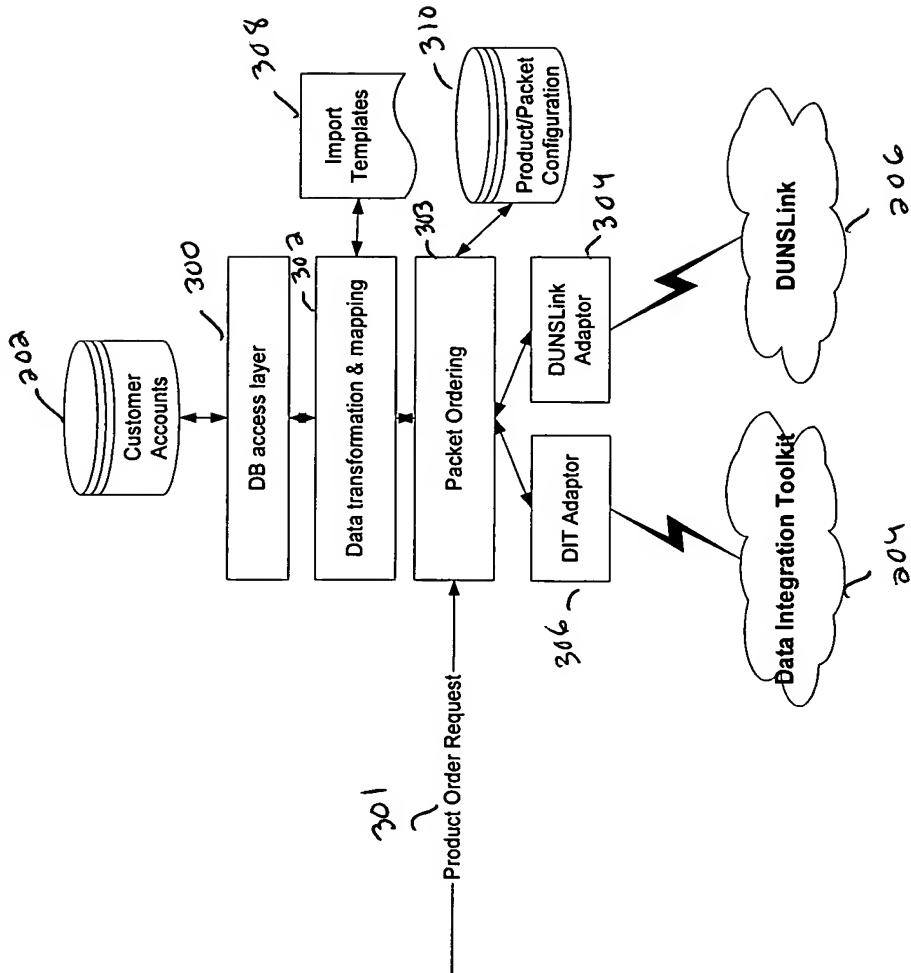 202
Customer
Accounts
300
DB access layer
302
Data transformation & mapping
308
Import
Templates
303
Packet Ordering
310
Product/Packet
Configuration
301
Product Order Request
306
DIT Adaptor
304
DUNSLink
Adaptor
Data Integration Toolkit
204
DUNSLink
206